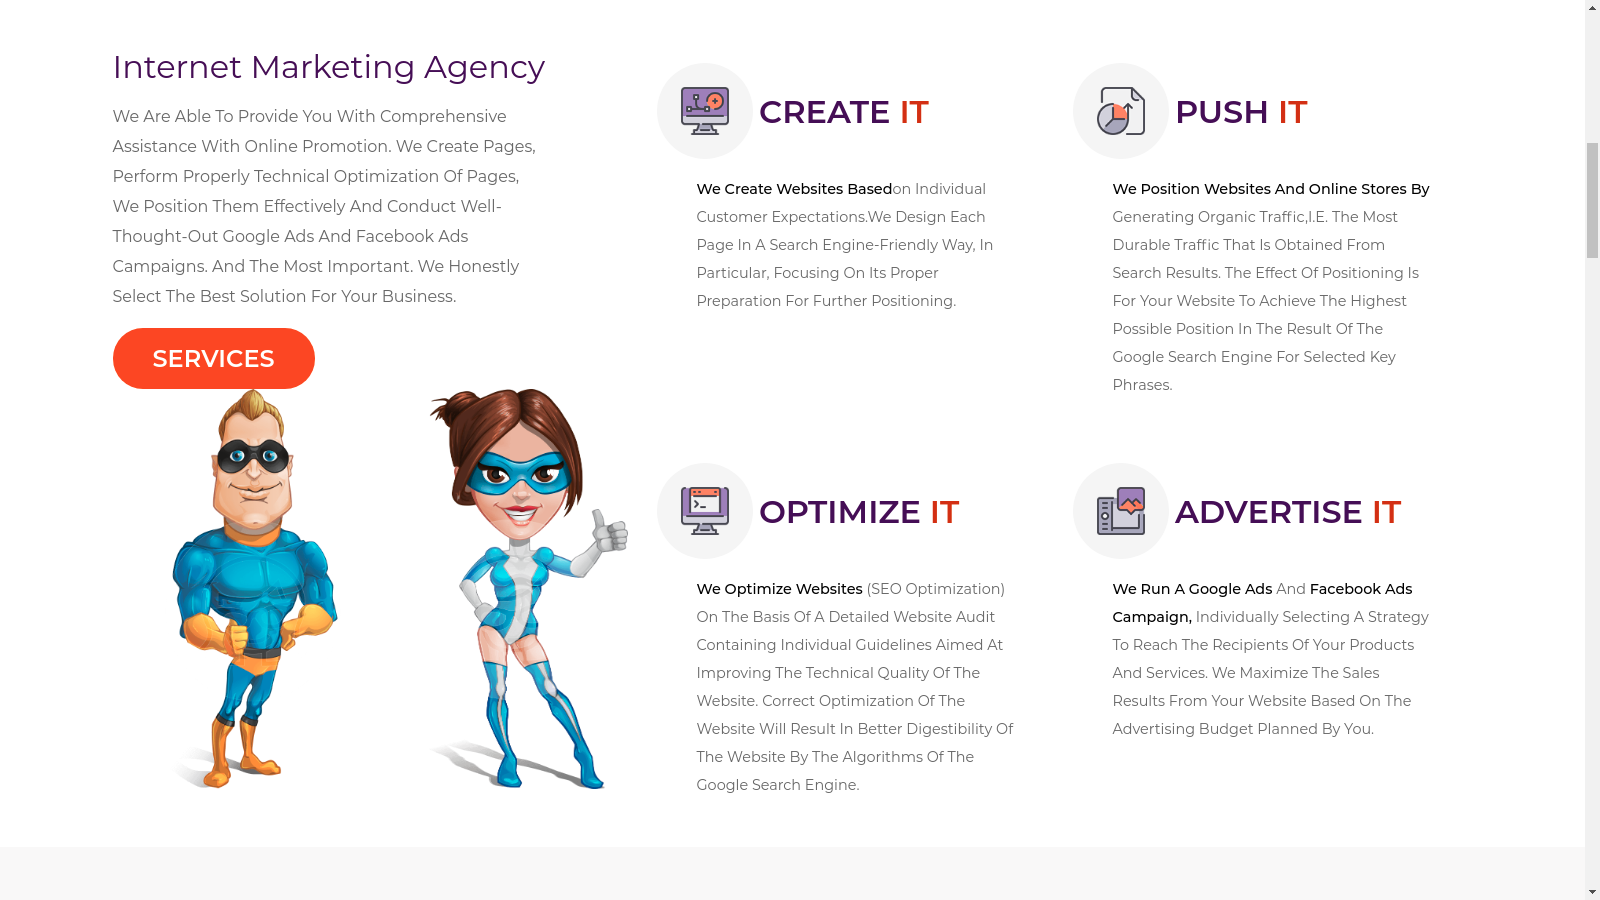 Internet Marketing Agency
We Are Able To Provide You With Comprehensive
Assistance With Online Promotion. We Create Pages,
Perform Properly Technical Optimization Of Pages,
We Position Them Effectively And Conduct Well-
Thought-Out Google Ads And Facebook Ads
Campaigns. And The Most Important. We Honestly
Select The Best Solution For Your Business.
SERVICES
CREATE IT
We Create Websites Basedon Individual
Customer Expectations.We Design Each
Page In A Search Engine-Friendly Way, In
Particular, Focusing On Its Proper
Preparation For Further Positioning.
PUSH IT
We Position Websites And Online Stores By
Generating Organic Traffic,I.E. The Most
Durable Traffic That Is Obtained From
Search Results. The Effect Of Positioning Is
For Your Website To Achieve The Highest
Possible Position In The Result Of The
Google Search Engine For Selected Key
Phrases.
OPTIMIZE IT
We Optimize Websites (SEO Optimization)
On The Basis Of A Detailed Website Audit
Containing Individual Guidelines Aimed At
Improving The Technical Quality Of The
Website. Correct Optimization Of The
Website Will Result In Better Digestibility Of
The Website By The Algorithms Of The
Google Search Engine.
ADVERTISE IT
We Run A Google Ads And Facebook Ads
Campaign, Individually Selecting A Strategy
To Reach The Recipients Of Your Products
And Services. We Maximize The Sales
Results From Your Website Based On The
Advertising Budget Planned By You.